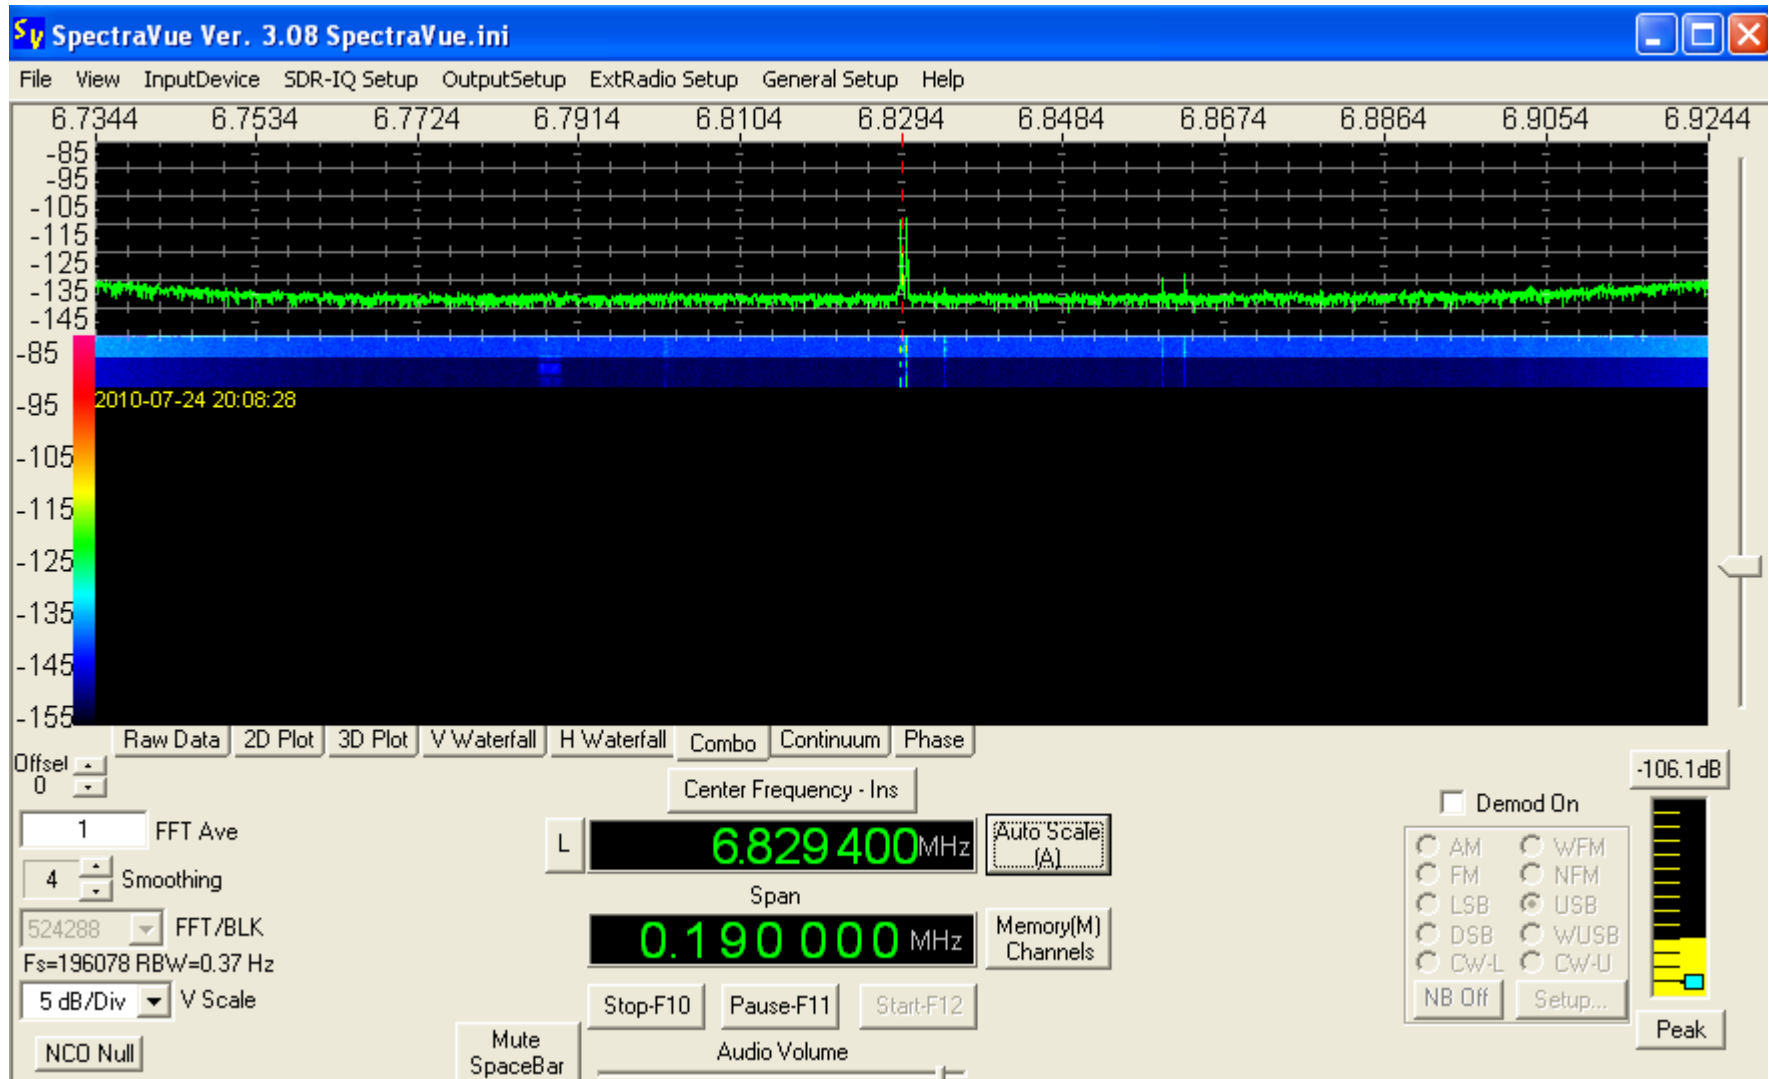 SpectraVue Ver. 3.08 SpectraVue.ini
File View InputDevice SDR-IQ Setup OutputSetup ExtRadio Setup General Setup Help
6.7344 6.7534 6.7724 6.7914 6.8104 6.8294 6.8484 6.8674 6.8864 6.9054 6.9244
-85
-95
-105
-115
-125
-135
-145
-85
-95
2010-07-24 20:08:28
-105
-115
-125
-135
-145
-155
Raw Data 2D Plot 3D Plot V Waterfall H Waterfall Combo Continuum Phase
Offset
0
Center Frequency - Ins
-106.1dB
1 FFT Ave
L
6.829 400 MHz
Auto Scale
(A)
Demod On
4 Smoothing
Span
AM WFM
FM NFM
LSB USB
DSB WUSB
CW-L CW-U
524288 FFT/BLK
0.190 000 MHz
Memory(M)
Channels
Fs=196078 RBW=0.37 Hz
5 dB/Div V Scale
Stop-F10 Pause-F11 Start-F12
NB Off Setup...
Peak
NCO Null
Mute
SpaceBar
Audio Volume